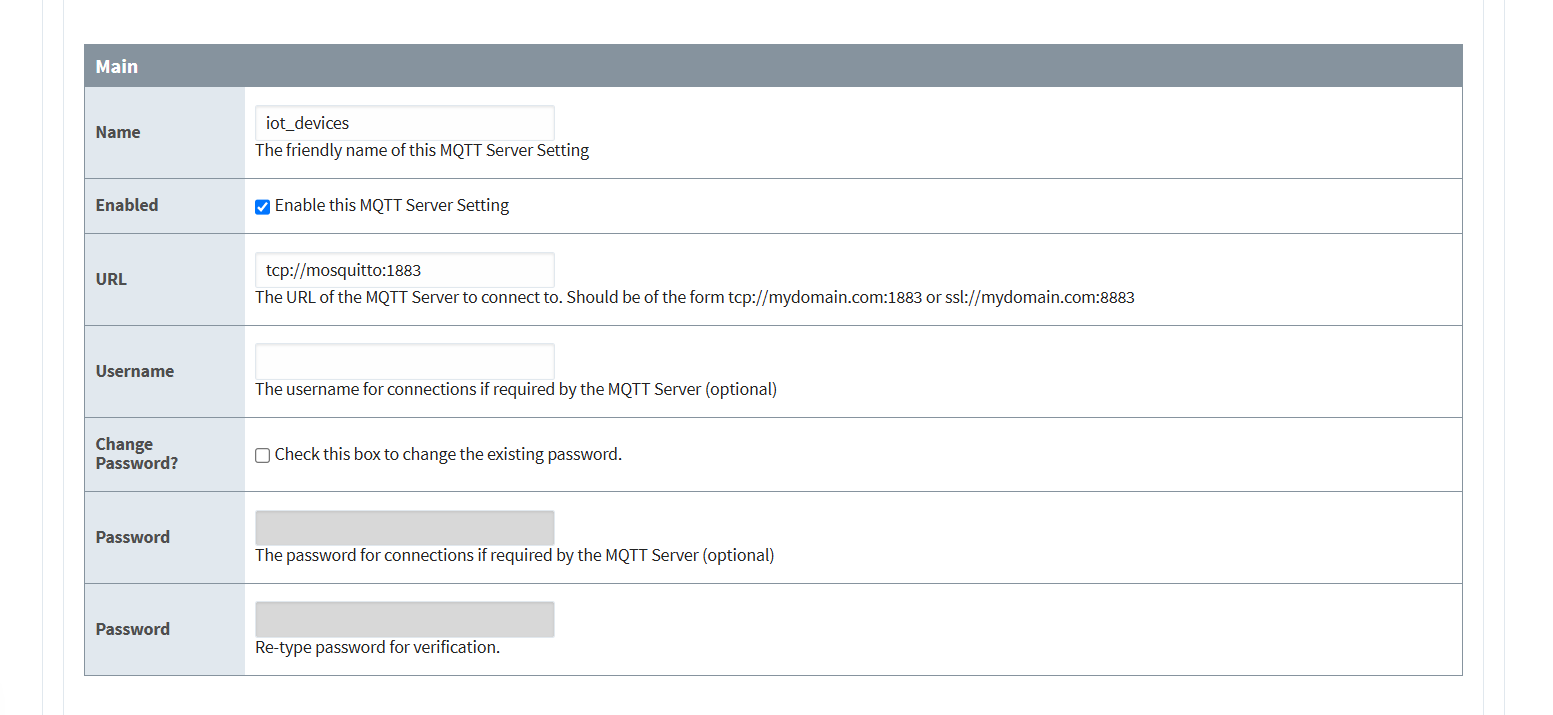 Main
Name
iot_devices
The friendly name of this MQTT Server Setting
Enabled
Enable this MQTT Server Setting
URL
tcp://mosquitto:1883
The URL of the MQTT Server to connect to. Should be of the form tcp://mydomain.com:1883 or ssl://mydomain.com:8883
Username
The username for connections if required by the MQTT Server (optional)
Change
Password?
Check this box to change the existing password.
Password
The password for connections if required by the MQTT Server (optional)
Password
Re-type password for verification.